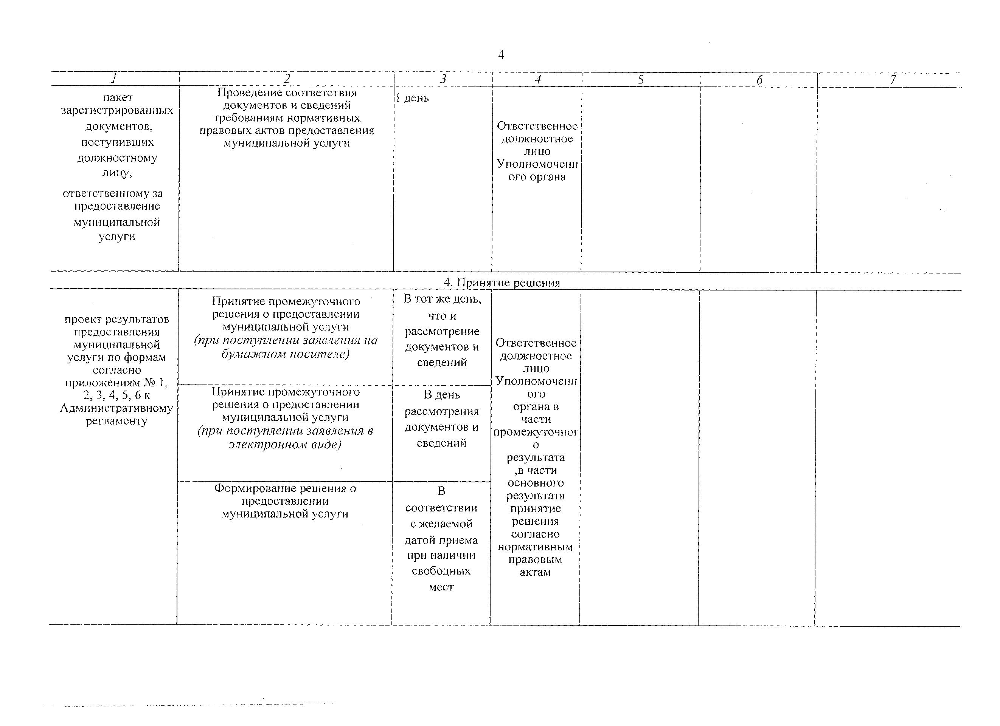 4
1 2 3 4 5 6 7
пакет
зарегистрированных
документов,
поступивших
должностному
лицу,
ответственному за
предоставление
муниципальной
услуги
Проведение соответствия
документов и сведений
требованиям нормативных
правовых актов предоставления
муниципальной услуги
1 день
Ответственное
должностное
лицо
Уполномоченн
ого органа
4. Принятие решения
проект результатов
предоставления
муниципальной
услуги по формам
согласно
приложениям № 1,
2, 3, 4, 5, 6 к
Административному
регламенту
Принятие промежуточного
решения о предоставлении
муниципальной услуги
(при поступлении заявления на
бумажном носителе)
В тот же день,
что и
рассмотрение
документов и
сведений
Ответственное
должностное
лицо
Уполномоченн
ого
органа в
части
промежуточног
о
результата
,в части
основного
результата
принятие
решения
согласно
нормативным
правовым
актам
Принятие промежуточного
решения о предоставлении
муниципальной услуги
(при поступлении заявления в
электронном виде)
В день
рассмотрения
документов и
сведений
Формирование решения о
предоставлении
муниципальной услуги
В
соответствии
с желаемой
датой приема
при наличии
свободных
мест